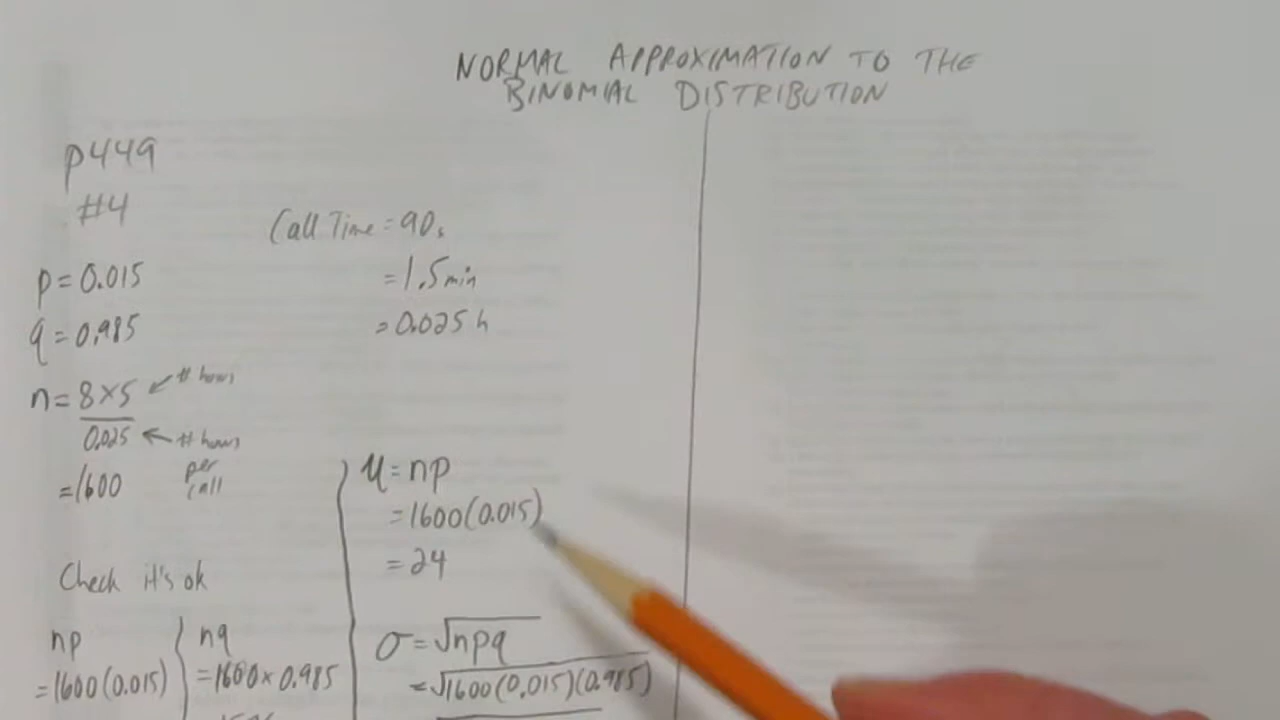 NORMAL APPROXIMATION TO THE
BINOMIAL DISTRIBUTION
p449
#4
Call Time = 90s
= 1.5 min
= 0.025 h
p = 0.015
q = 0.985
n = 8 × 5 ← # hours
0.025 ← # hours
per
call
= 1600
Check it's ok
np
= 1600(0.015)
nq
= 1600 × 0.985
μ = np
= 1600(0.015)
= 24
σ = √npq
= √1600(0.015)(0.985)